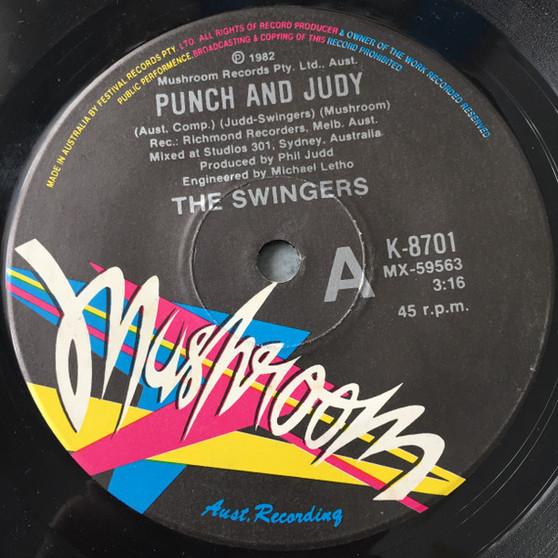 MADE IN AUSTRALIA BY FESTIVAL RECORDS PTY. LTD ALL RIGHTS OF RECORD PRODUCER & OWNER OF THE WORK RECORDED RESERVED
PUBLIC PERFORMENCE, BROADCASTING & COPYING OF THIS RECORD PROHIBITED
℗ 1982
Mushroom Records Pty. Ltd., Aust.
PUNCH AND JUDY
(Aust. Comp.) (Judd-Swingers) (Mushroom)
Rec.: Richmond Recorders, Melb. Aust.
Mixed at Studios 301, Sydney, Australia
Produced by Phil Judd
Engineered by Michael Letho
THE SWINGERS
A
K-8701
MX-59563
3:16
45 r.p.m.
Mushroom
Aust. Recording